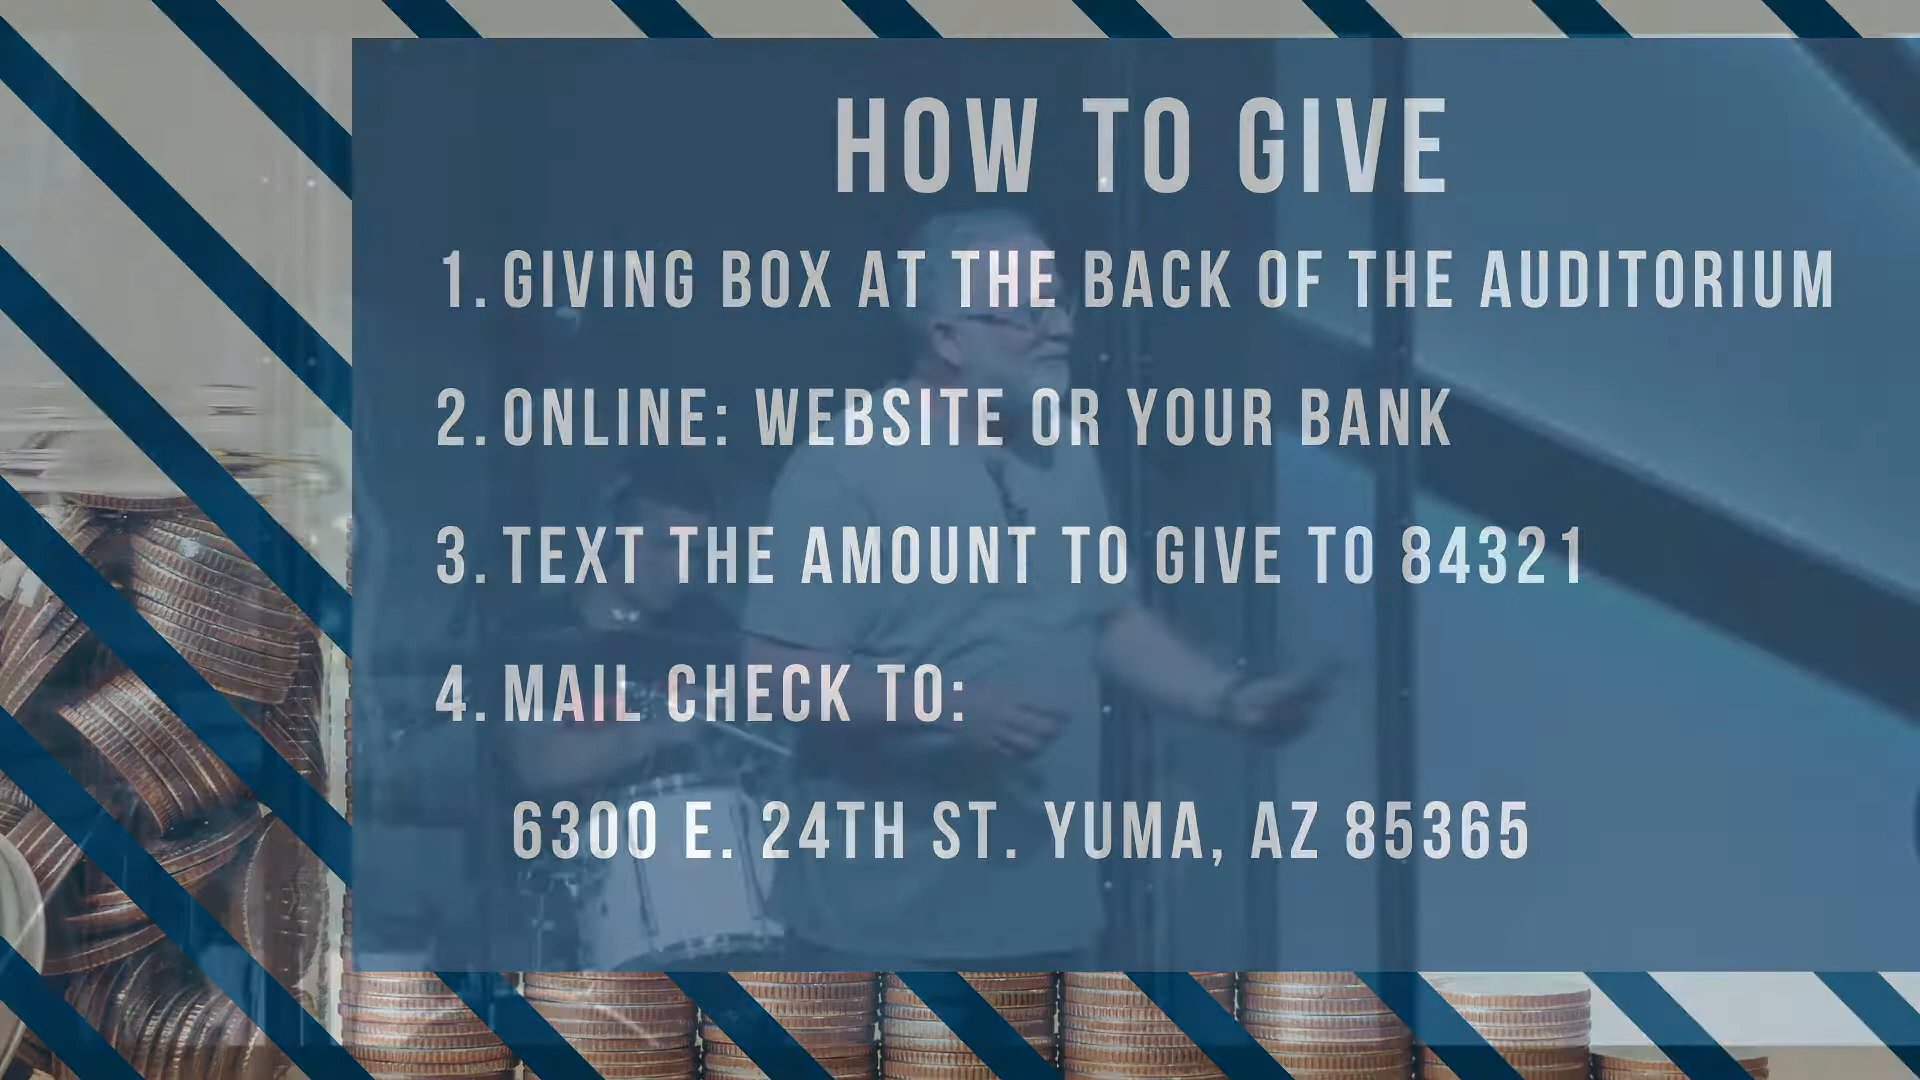 HOW TO GIVE
1. GIVING BOX AT THE BACK OF THE AUDITORIUM
2. ONLINE: WEBSITE OR YOUR BANK
3. TEXT THE AMOUNT TO GIVE TO 84321
4. MAIL CHECK TO:
6300 E. 24TH ST. YUMA, AZ 85365